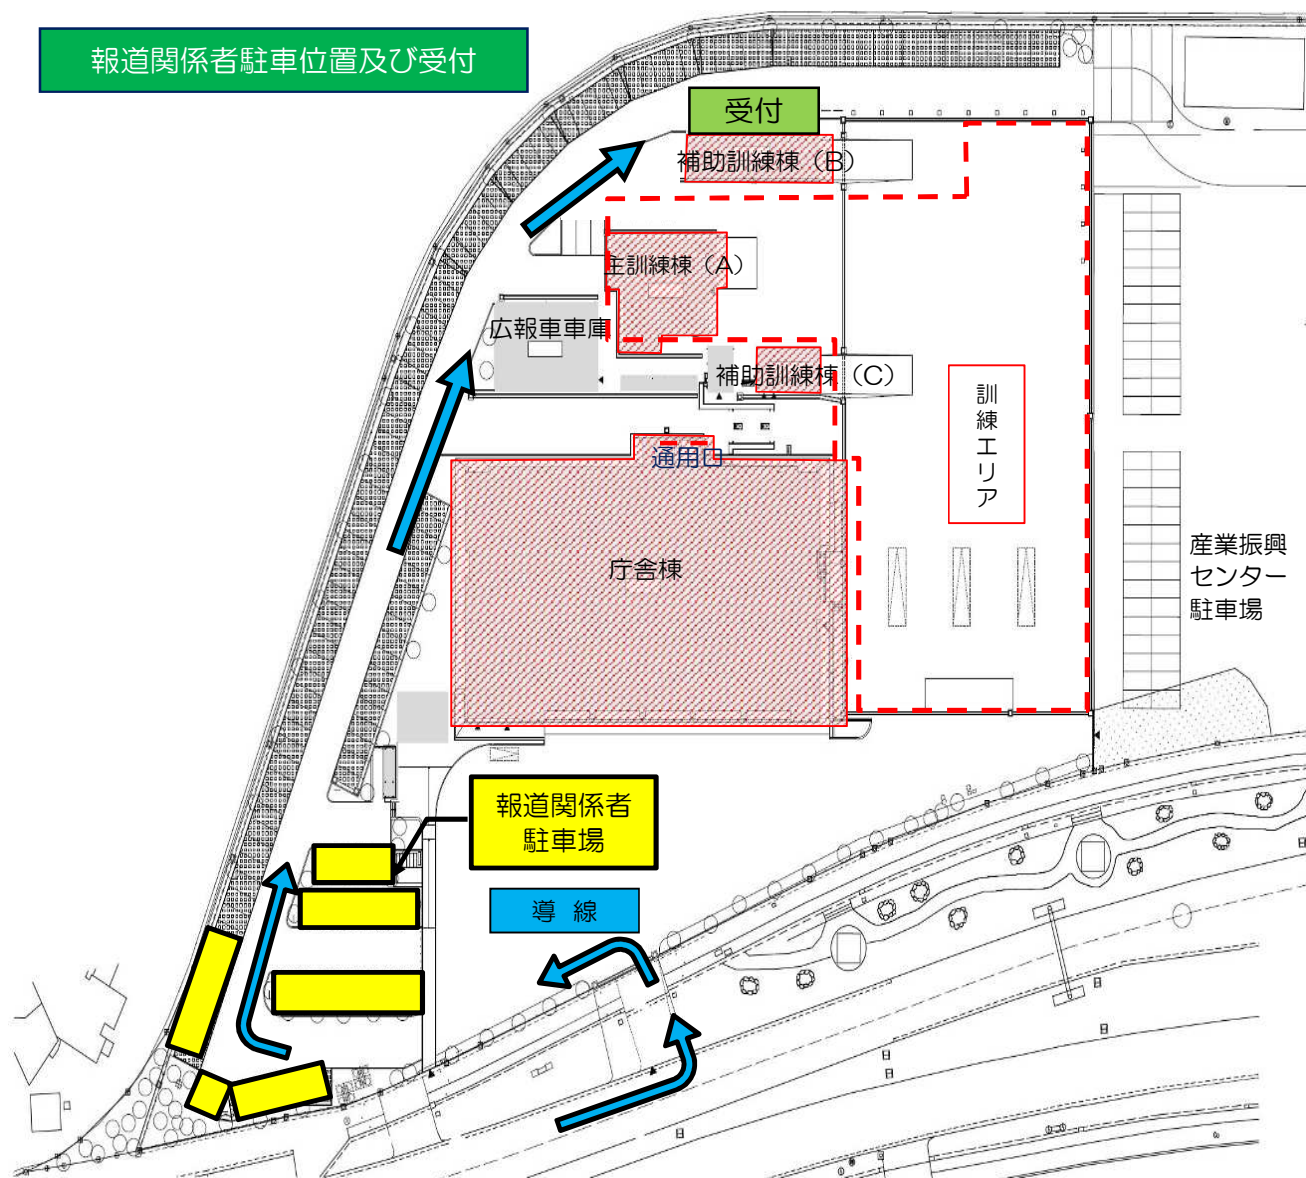 報道関係者駐車位置及び受付
受付
補助訓練棟（B）
主訓練棟（A）
広報車車庫
補助訓練棟（C）
訓練エリア
通用口
庁舎棟
産業振興
センター
駐車場
報道関係者
駐車場
導 線